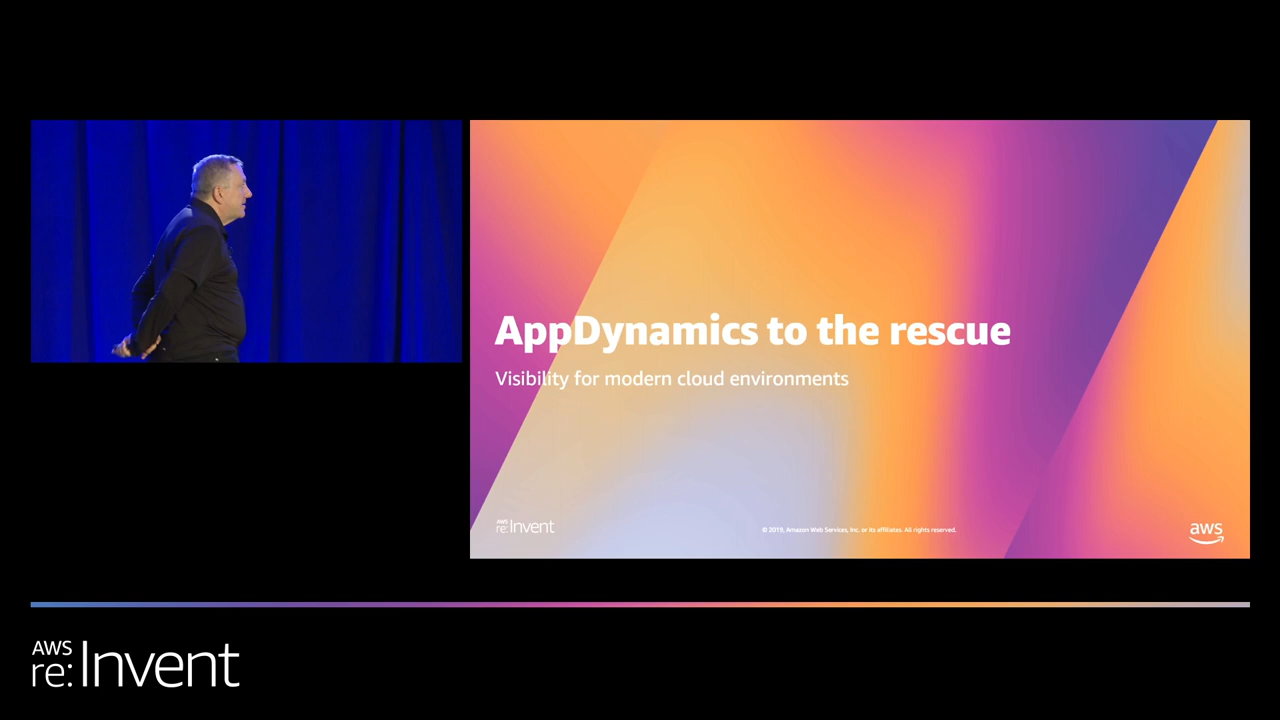 AppDynamics to the rescue
Visibility for modern cloud environments
AWS
re:Invent
© 2019, Amazon Web Services, Inc. or its affiliates. All rights reserved.
aws
AWS
re:Invent